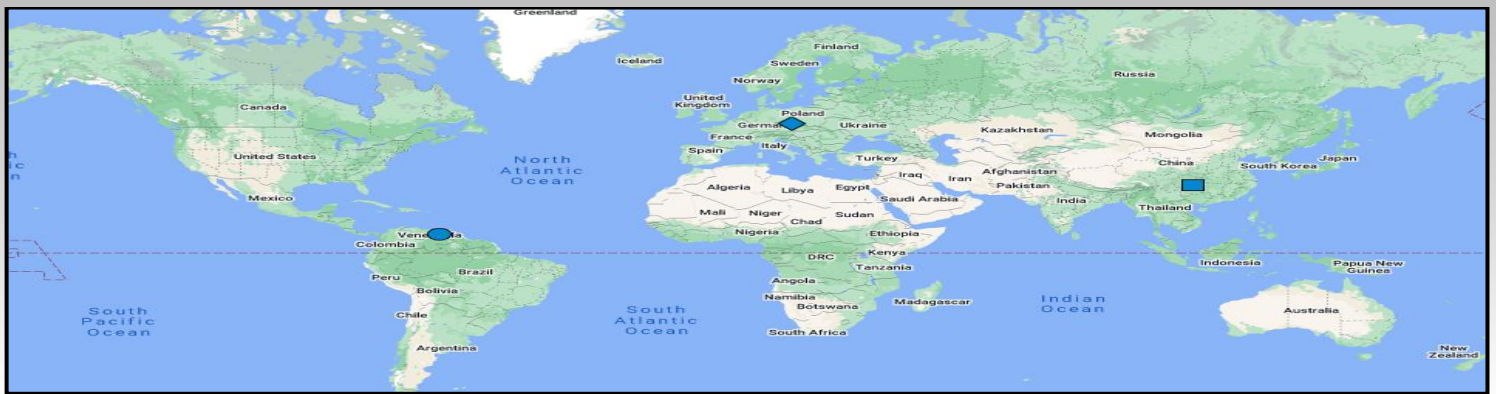 Greenland
Iceland
Finland
Sweden
Norway
Russia
United
Kingdom
Canada
Poland
Ukraine
France
Kazakhstan
Mongolia
Italy
Spain
United States
North
Atlantic
Ocean
Turkey
China
South Korea
Japan
Iraq
Iran
Afghanistan
Pakistan
Algeria
Libya
Egypt
Saudi Arabia
India
Mexico
Thailand
Mali
Niger
Chad
Sudan
Nigeria
Ethiopia
Colombia
DRC
Kenya
Tanzania
Indonesia
Papua New
Guinea
Peru
Brazil
Bolivia
Angola
Namibia
Botswana
Madagascar
Indian
Ocean
South
Pacific
Ocean
Chile
South
Atlantic
Ocean
South Africa
Australia
Argentina
New
Zealand